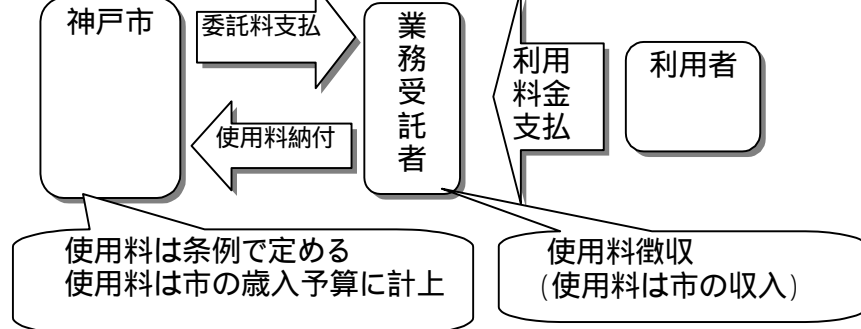 神戸市
委託料支払
使用料納付
業務受託者
利用
料金
支払
利用者
使用料は条例で定める
使用料は市の歳入予算に計上
使用料徴収
(使用料は市の収入)